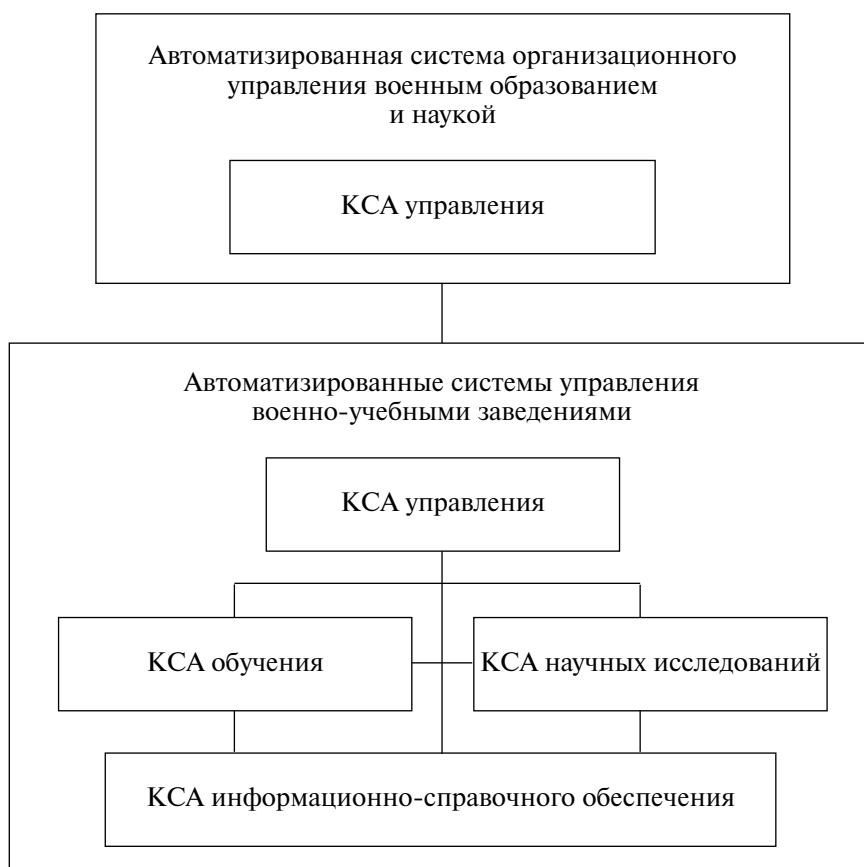 Автоматизированная система организационного
управления военным образованием
и наукой
КСА управления
Автоматизированные системы управления
военно-учебными заведениями
КСА управления
КСА обучения
КСА научных исследований
КСА информационно-справочного обеспечения